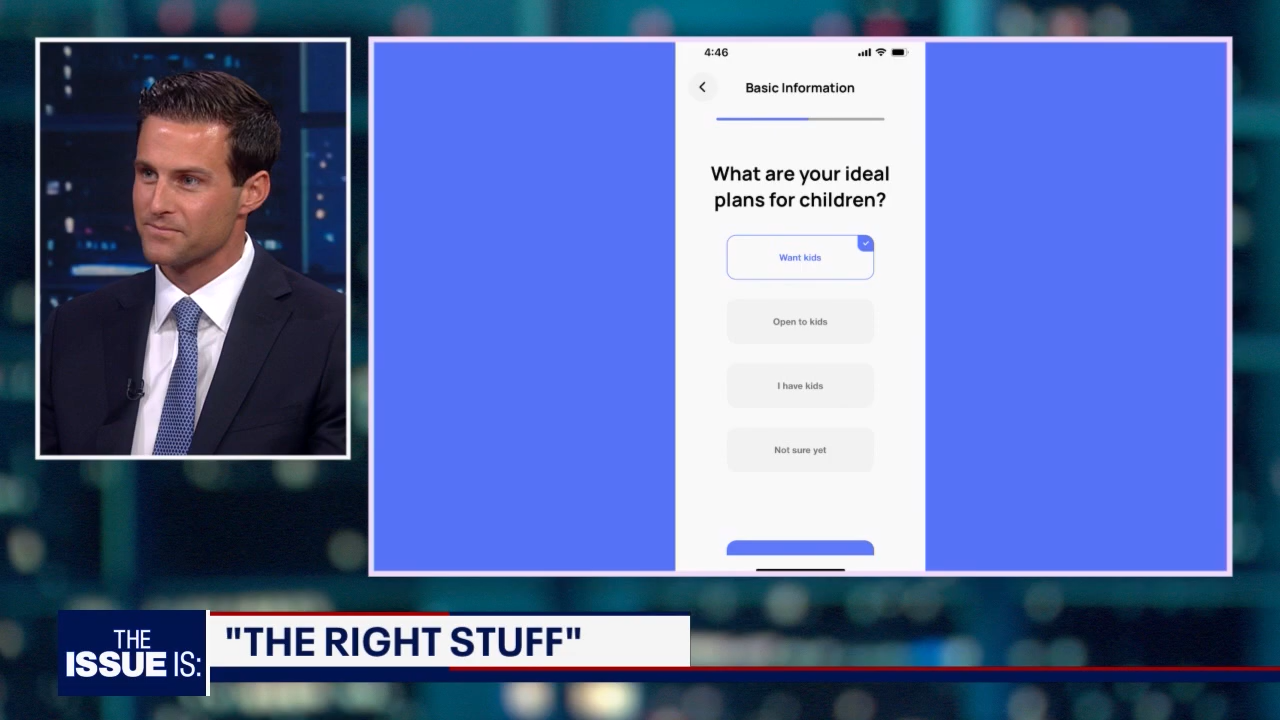 4:46
Basic Information
What are your ideal
plans for children?
Want kids
Open to kids
I have kids
Not sure yet
THE
ISSUE IS:
"THE RIGHT STUFF"